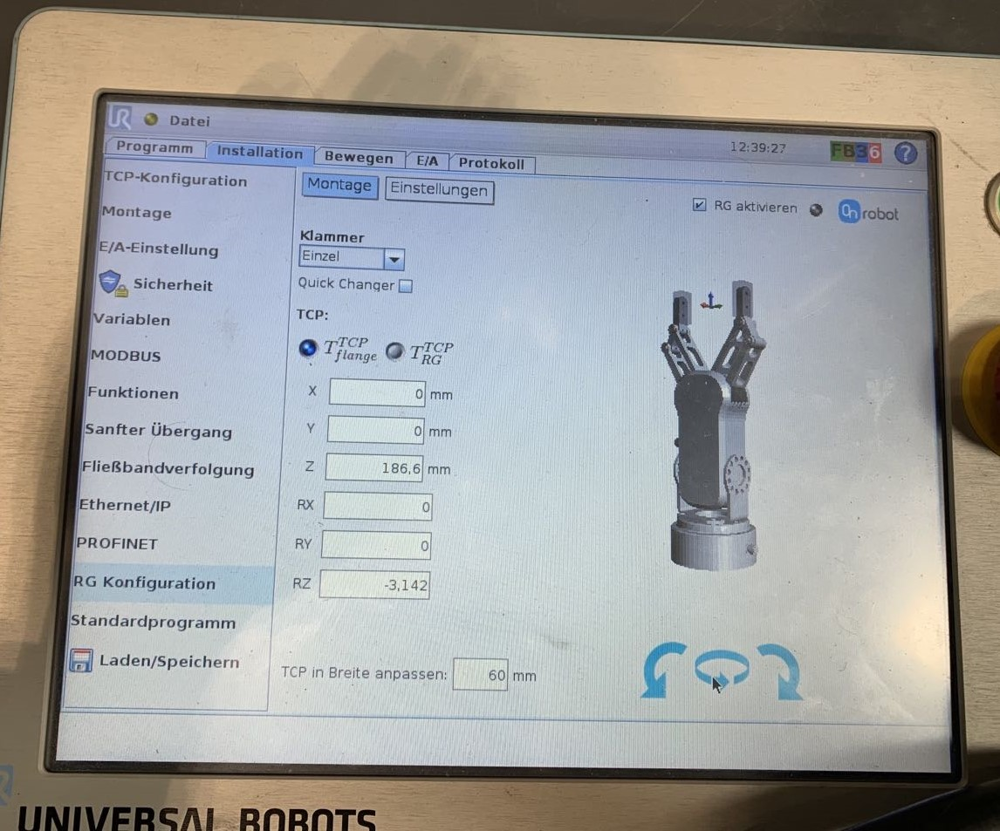 UR Datei
Programm Installation Bewegen E/A Protokoll 12:39:27 FB36 ?
TCP-Konfiguration
Montage
E/A-Einstellung
Sicherheit
Variablen
MODBUS
Funktionen
Sanfter Übergang
Fließbandverfolgung
Ethernet/IP
PROFINET
RG Konfiguration
Standardprogramm
Laden/Speichern
Montage Einstellungen
RG aktivieren On robot
Klammer
Einzel
Quick Changer
TCP:
T TCP flange T TCP RG
X 0 mm
Y 0 mm
Z 186,6 mm
RX 0
RY 0
RZ -3,142
TCP in Breite anpassen: 60 mm
UNIVERSAL ROBOTS